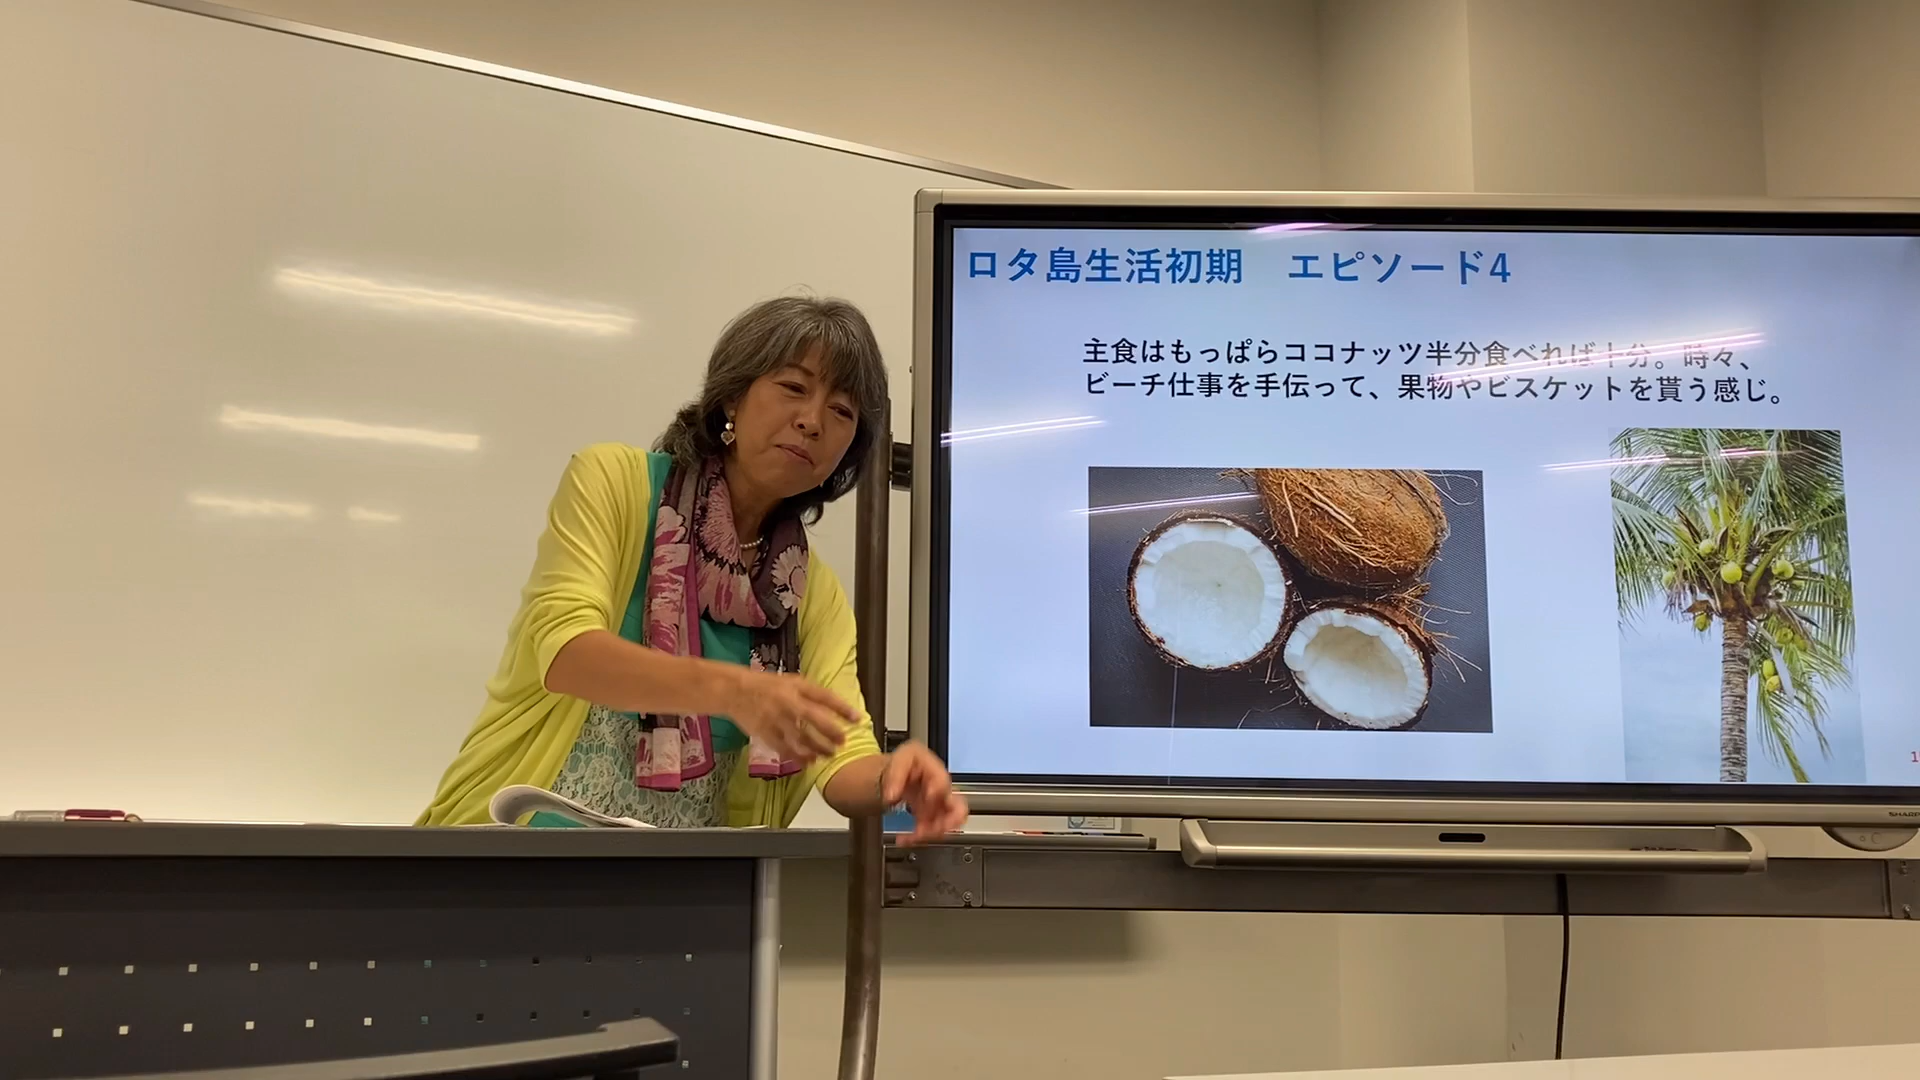 ロタ島生活初期　エピソード4
主食はもっぱらココナッツ半分食べれば十分。時々、
ビーチ仕事を手伝って、果物やビスケットを貰う感じ。
SHARP